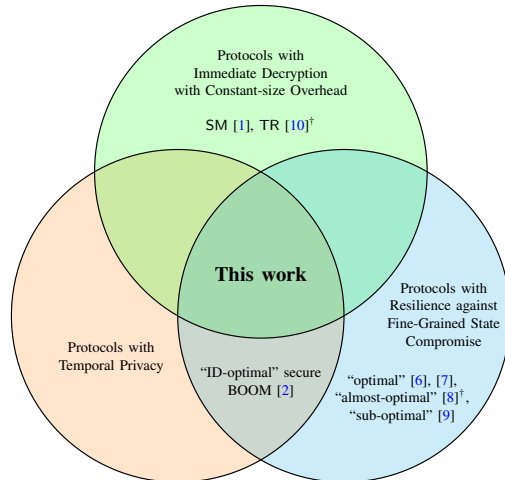 Protocols with
Immediate Decryption
with Constant-size Overhead
SM [1], TR [10]†
This work
Protocols with
Temporal Privacy
"ID-optimal" secure
BOOM [2]
Protocols with
Resilience against
Fine-Grained State
Compromise
"optimal" [6], [7],
"almost-optimal" [8]†,
"sub-optimal" [9]